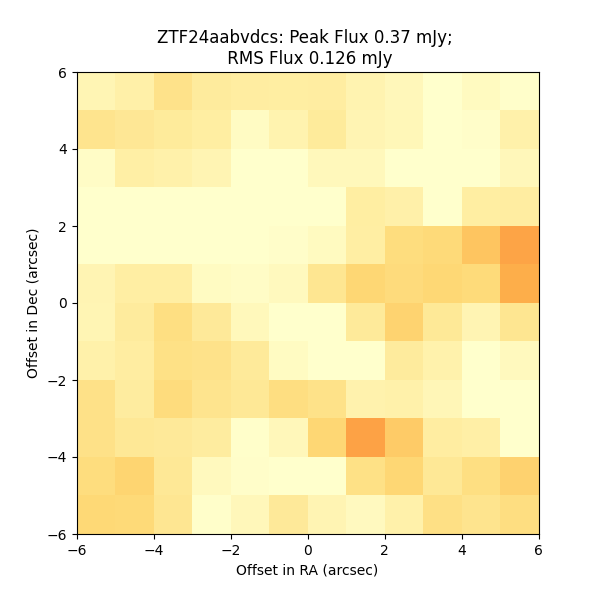 ZTF24aabvdcs: Peak Flux 0.37 mJy;
RMS Flux 0.126 mJy
6
4
2
0
−2
−4
−6
Offset in Dec (arcsec)
−6 −4 −2 0 2 4 6
Offset in RA (arcsec)